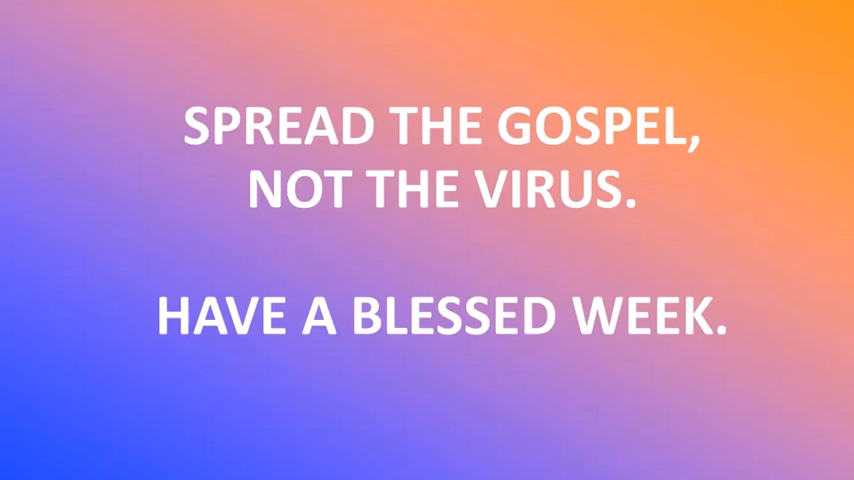 SPREAD THE GOSPEL,
NOT THE VIRUS.
HAVE A BLESSED WEEK.